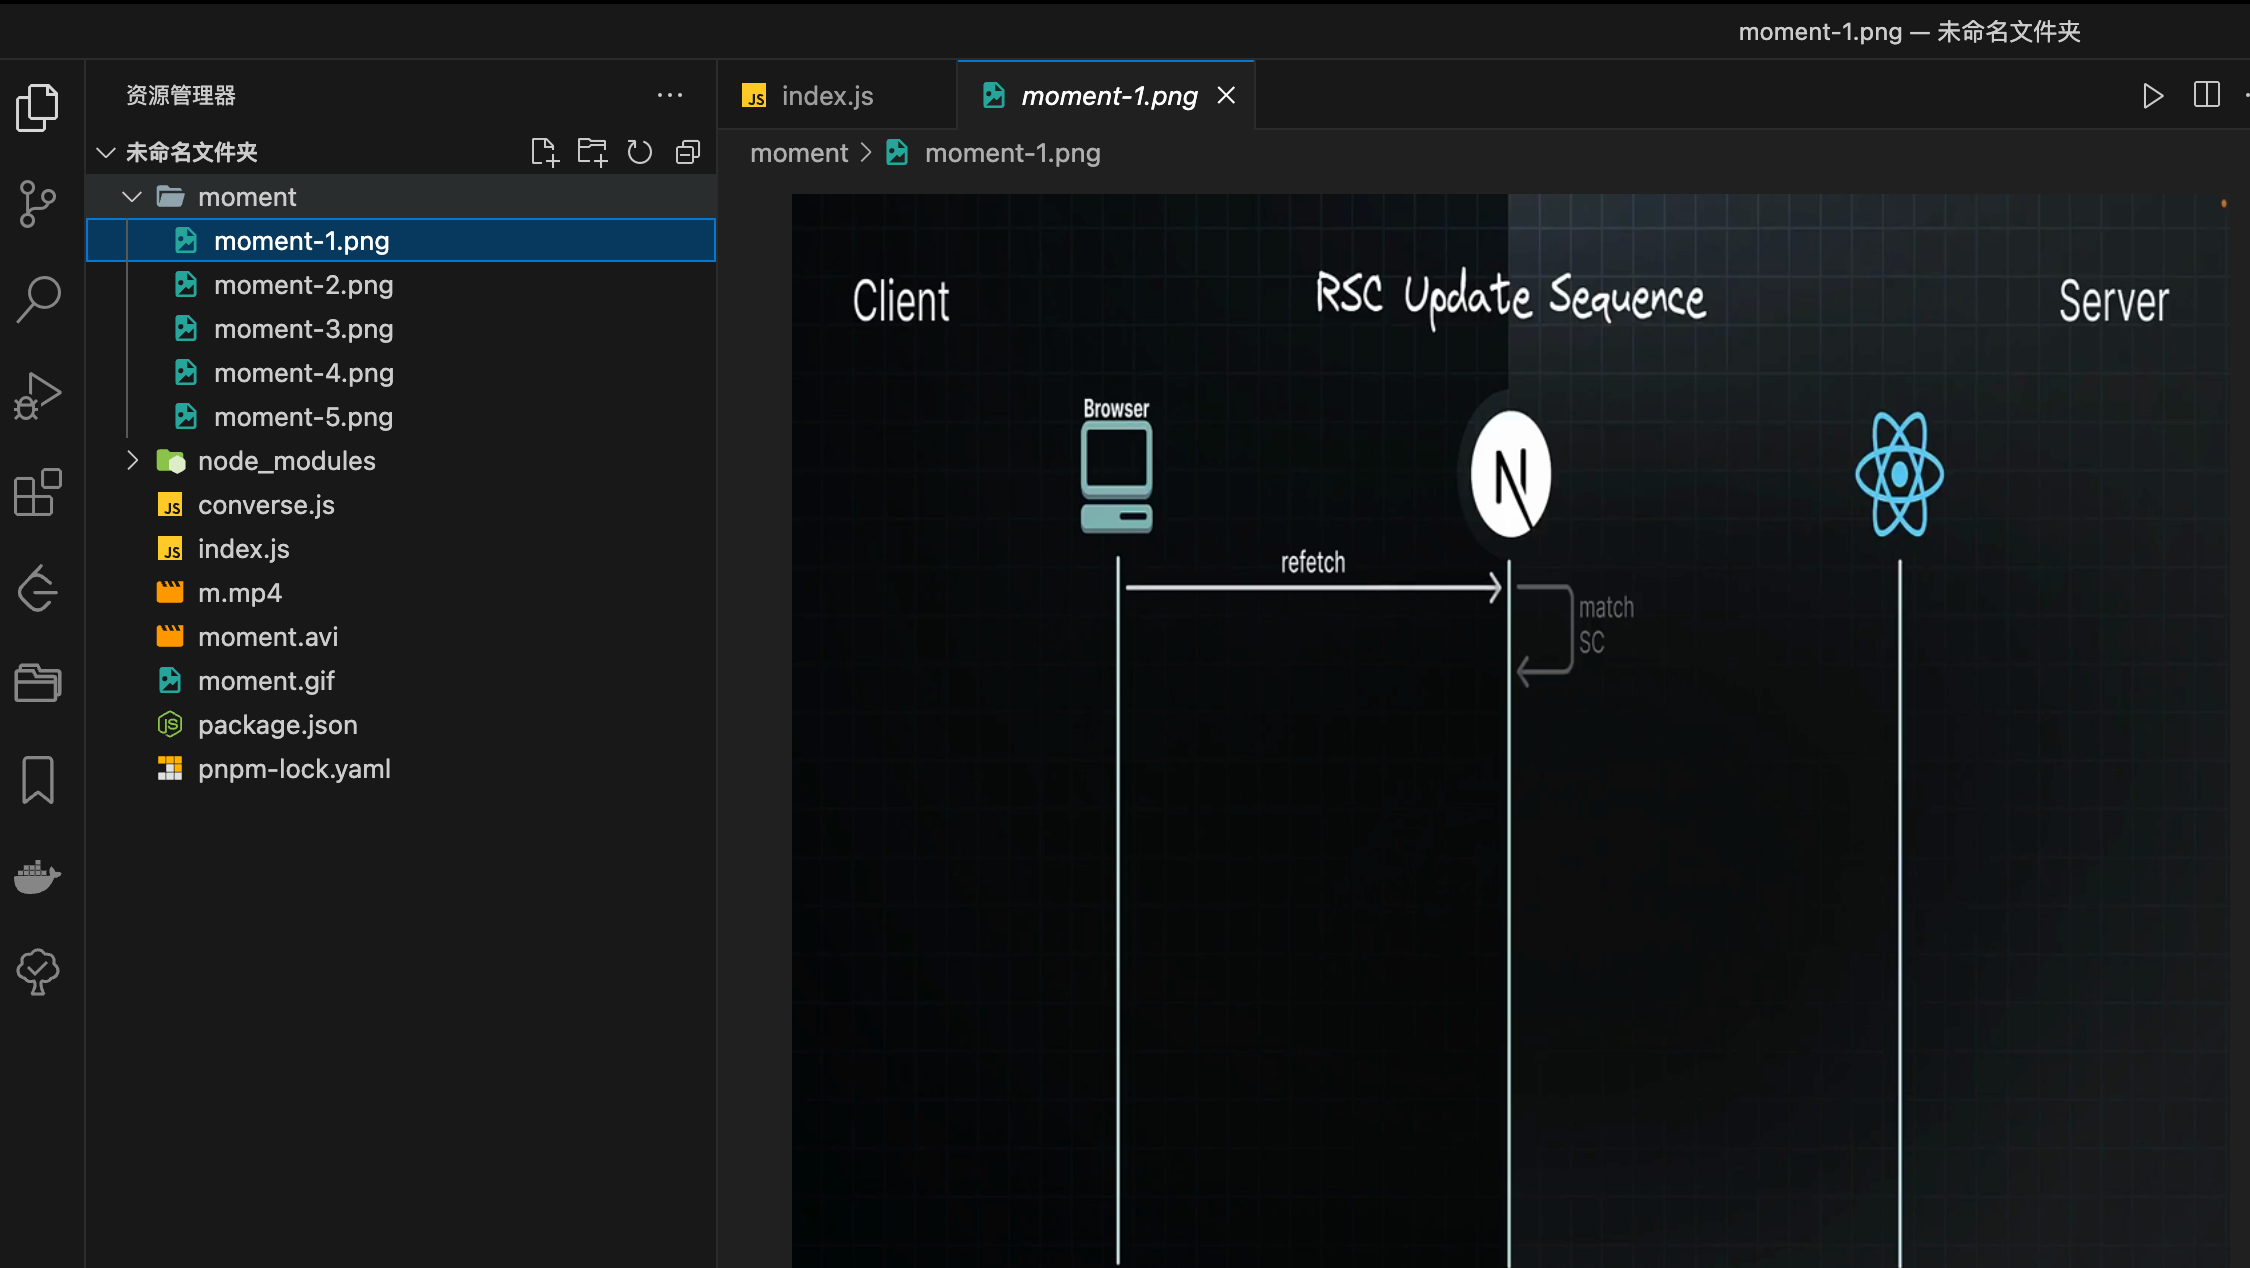 moment-1.png — 未命名文件夹
资源管理器
未命名文件夹
moment
moment-1.png
moment-2.png
moment-3.png
moment-4.png
moment-5.png
node_modules
converse.js
index.js
m.mp4
moment.avi
moment.gif
package.json
pnpm-lock.yaml
index.js
moment-1.png
moment > moment-1.png
Client
RSC Update Sequence
Server
Browser
refetch
match
SC